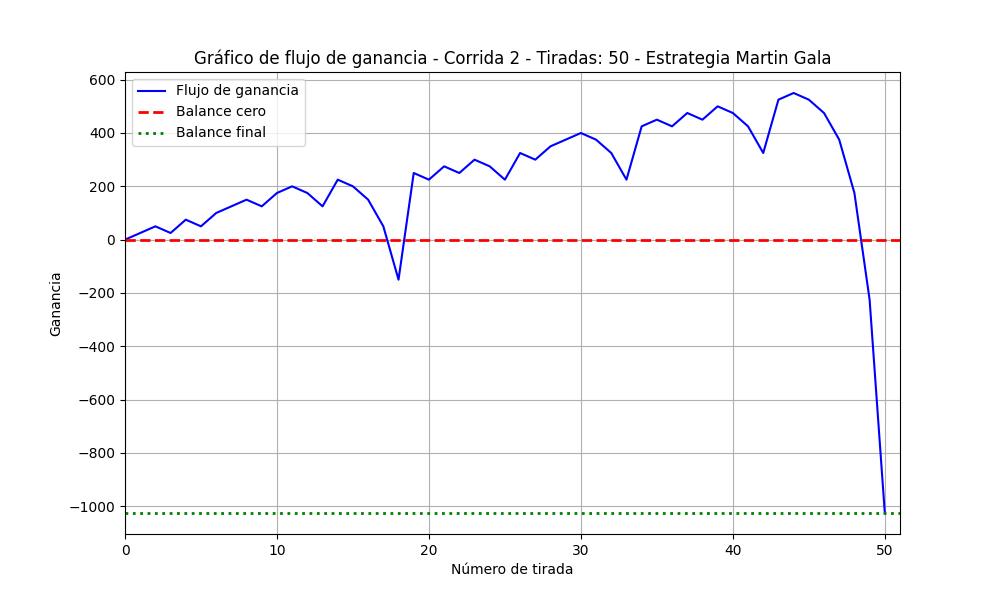 Gráfico de flujo de ganancia - Corrida 2 - Tiradas: 50 - Estrategia Martin Gala
Flujo de ganancia
Balance cero
Balance final
600
400
200
0
−200
−400
−600
−800
−1000
Ganancia
0 10 20 30 40 50
Número de tirada